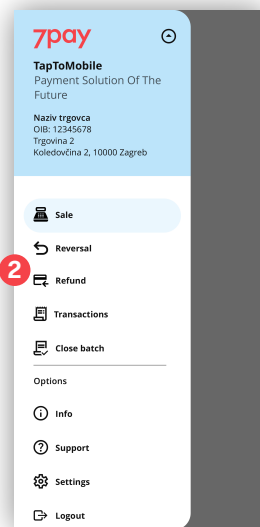 7pay
TapToMobile
Payment Solution Of The
Future
Naziv trgovca
OIB: 12345678
Trgovina 2
Koledovčina 2, 10000 Zagreb
Sale
Reversal
2
Refund
Transactions
Close batch
Options
Info
Support
Settings
Logout